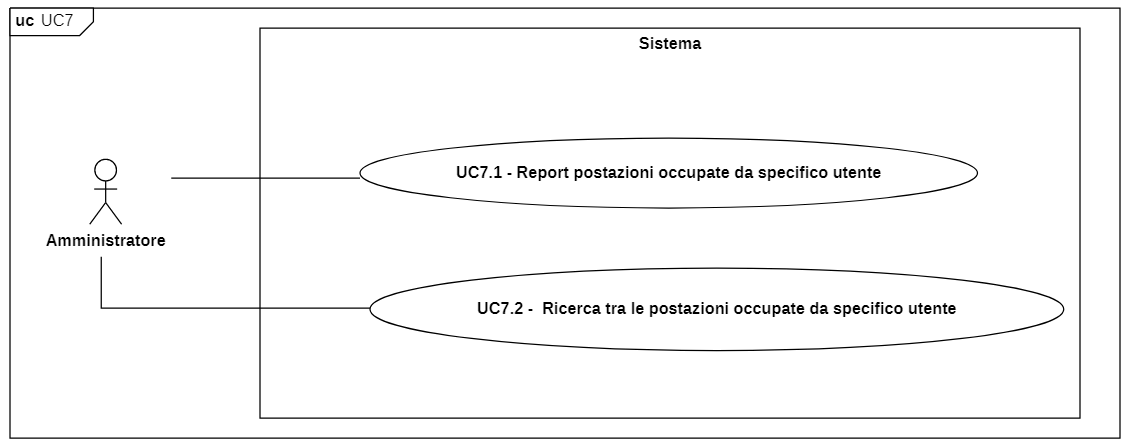 uc UC7
Sistema
UC7.1 - Report postazioni occupate da specifico utente
Amministratore
UC7.2 - Ricerca tra le postazioni occupate da specifico utente